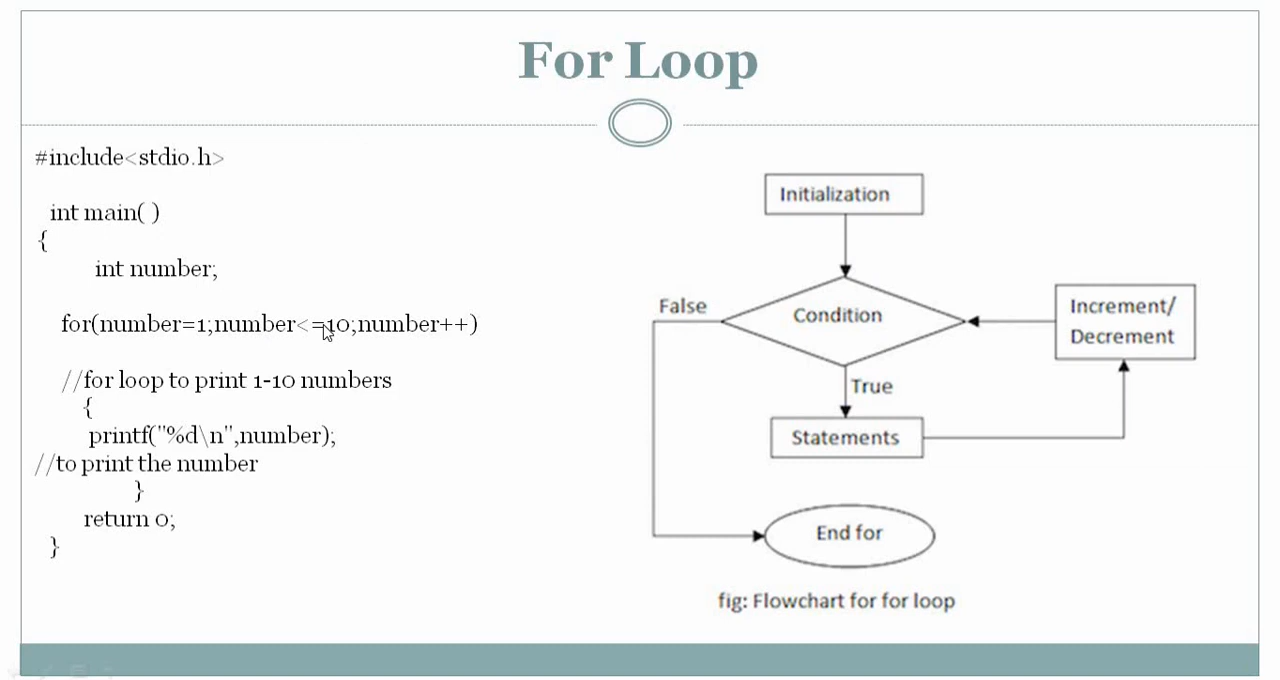 For Loop
#include<stdio.h>
int main( )
{
int number;
for(number=1;number<=10;number++)
//for loop to print 1-10 numbers
{
printf("%d\n",number);
//to print the number
}
return 0;
}
Initialization
Condition
False
True
Increment/
Decrement
Statements
End for
fig: Flowchart for for loop